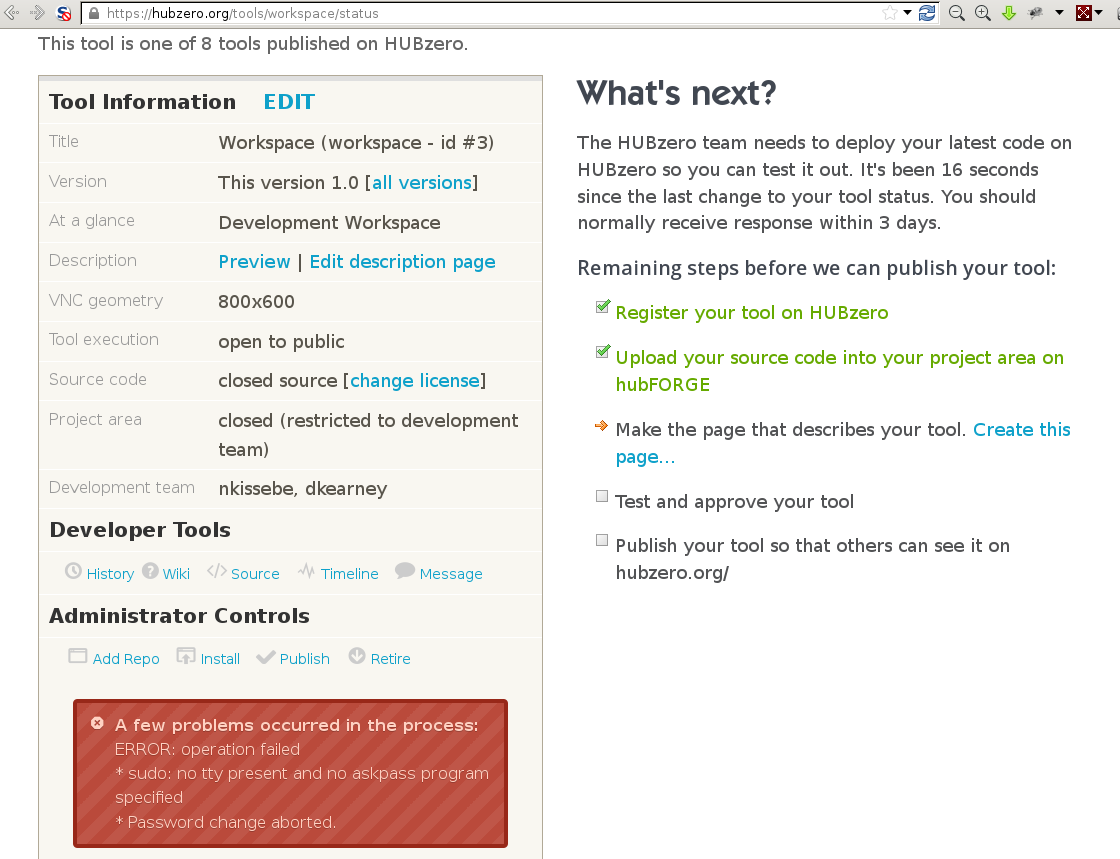 https://hubzero.org/tools/workspace/status
This tool is one of 8 tools published on HUBzero.
Tool Information EDIT
Title Workspace (workspace - id #3)
Version This version 1.0 [all versions]
At a glance Development Workspace
Description Preview | Edit description page
VNC geometry 800x600
Tool execution open to public
Source code closed source [change license]
Project area closed (restricted to development
team)
Development team nkissebe, dkearney
Developer Tools
History Wiki Source Timeline Message
Administrator Controls
Add Repo Install Publish Retire
A few problems occurred in the process:
ERROR: operation failed
* sudo: no tty present and no askpass program
specified
* Password change aborted.
What's next?
The HUBzero team needs to deploy your latest code on
HUBzero so you can test it out. It's been 16 seconds
since the last change to your tool status. You should
normally receive response within 3 days.
Remaining steps before we can publish your tool:
Register your tool on HUBzero
Upload your source code into your project area on
hubFORGE
Make the page that describes your tool. Create this
page...
Test and approve your tool
Publish your tool so that others can see it on
hubzero.org/